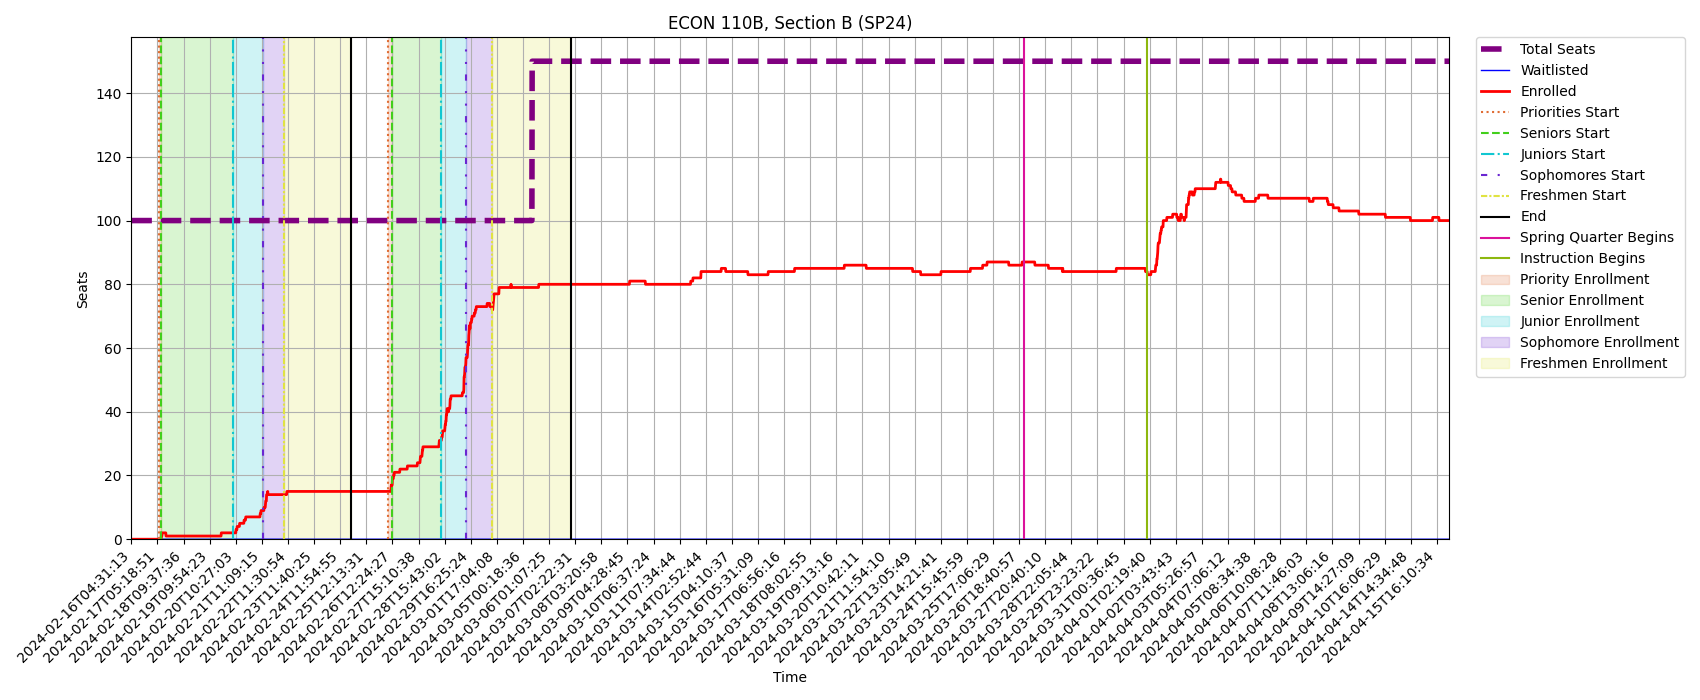 ECON 110B, Section B (SP24)
Seats
140
120
100
80
60
40
20
0
2024-02-16T04:31:13
2024-02-17T05:18:51
2024-02-18T09:37:36
2024-02-19T09:54:23
2024-02-20T10:27:03
2024-02-21T11:09:15
2024-02-22T11:30:54
2024-02-23T11:40:25
2024-02-24T11:54:55
2024-02-25T12:13:31
2024-02-26T12:24:27
2024-02-27T15:10:38
2024-02-28T15:43:02
2024-02-29T16:25:24
2024-03-01T17:04:08
2024-03-05T00:18:36
2024-03-06T01:07:25
2024-03-07T02:22:31
2024-03-08T03:20:58
2024-03-09T04:28:45
2024-03-10T06:37:24
2024-03-11T07:34:44
2024-03-14T02:52:44
2024-03-15T04:10:37
2024-03-16T05:31:09
2024-03-17T06:56:16
2024-03-18T08:02:55
2024-03-19T09:13:16
2024-03-20T10:42:11
2024-03-21T11:54:10
2024-03-22T13:05:49
2024-03-23T14:21:41
2024-03-24T15:45:59
2024-03-25T17:06:29
2024-03-26T18:40:57
2024-03-27T20:40:10
2024-03-28T22:05:44
2024-03-29T23:23:22
2024-03-31T00:36:45
2024-04-01T02:19:40
2024-04-02T03:43:43
2024-04-03T05:26:57
2024-04-04T07:06:12
2024-04-05T08:34:38
2024-04-06T10:08:28
2024-04-07T11:46:03
2024-04-08T13:06:16
2024-04-09T14:27:09
2024-04-10T16:06:29
2024-04-14T14:34:48
2024-04-15T16:10:34
Time
Total Seats
Waitlisted
Enrolled
Priorities Start
Seniors Start
Juniors Start
Sophomores Start
Freshmen Start
End
Spring Quarter Begins
Instruction Begins
Priority Enrollment
Senior Enrollment
Junior Enrollment
Sophomore Enrollment
Freshmen Enrollment